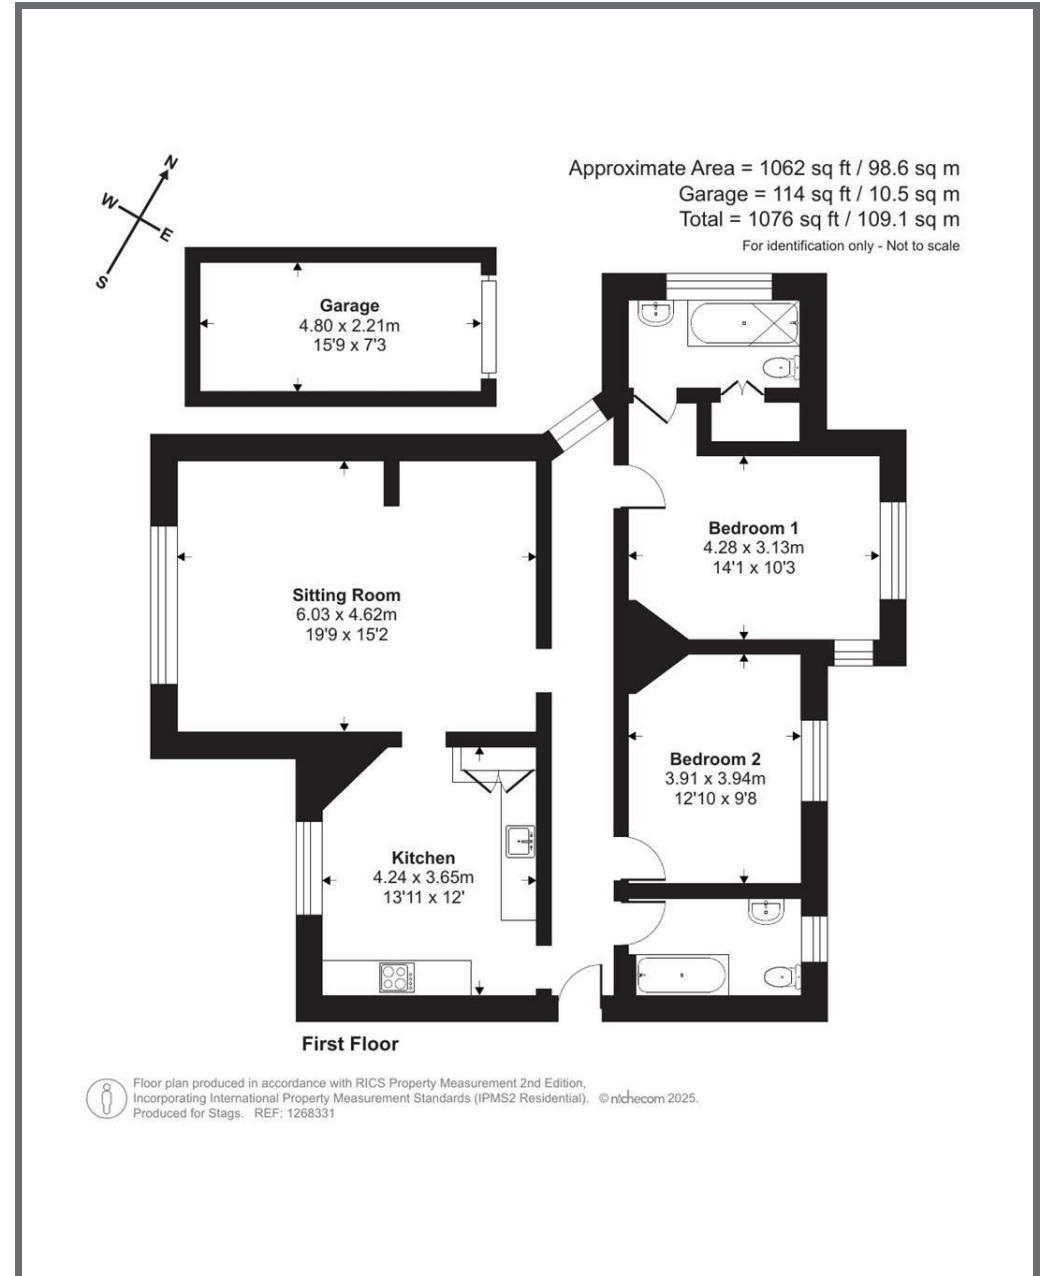 N
W
E
S
Approximate Area = 1062 sq ft / 98.6 sq m
Garage = 114 sq ft / 10.5 sq m
Total = 1076 sq ft / 109.1 sq m
For identification only - Not to scale
Garage
4.80 x 2.21m
15'9 x 7'3
Bedroom 1
4.28 x 3.13m
14'1 x 10'3
Sitting Room
6.03 x 4.62m
19'9 x 15'2
Bedroom 2
3.91 x 3.94m
12'10 x 9'8
Kitchen
4.24 x 3.65m
13'11 x 12'
First Floor
Floor plan produced in accordance with RICS Property Measurement 2nd Edition,
Incorporating International Property Measurement Standards (IPMS2 Residential). © nichecom 2025.
Produced for Stags. REF: 1268331